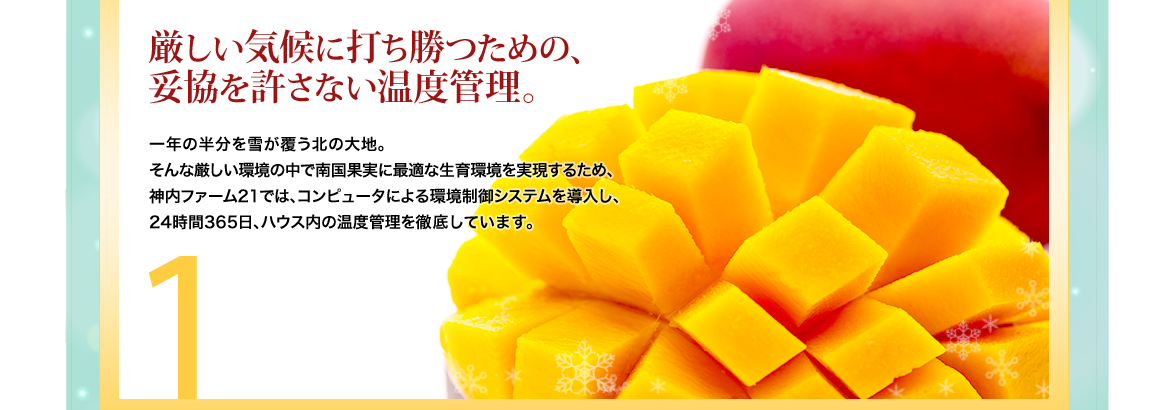 厳しい気候に打ち勝つための、
妥協を許さない温度管理。
一年の半分を雪が覆う北の大地。
そんな厳しい環境の中で南国果実に最適な生育環境を実現するため、
神内ファーム21では、コンピュータによる環境制御システムを導入し、
24時間365日、ハウス内の温度管理を徹底しています。
1